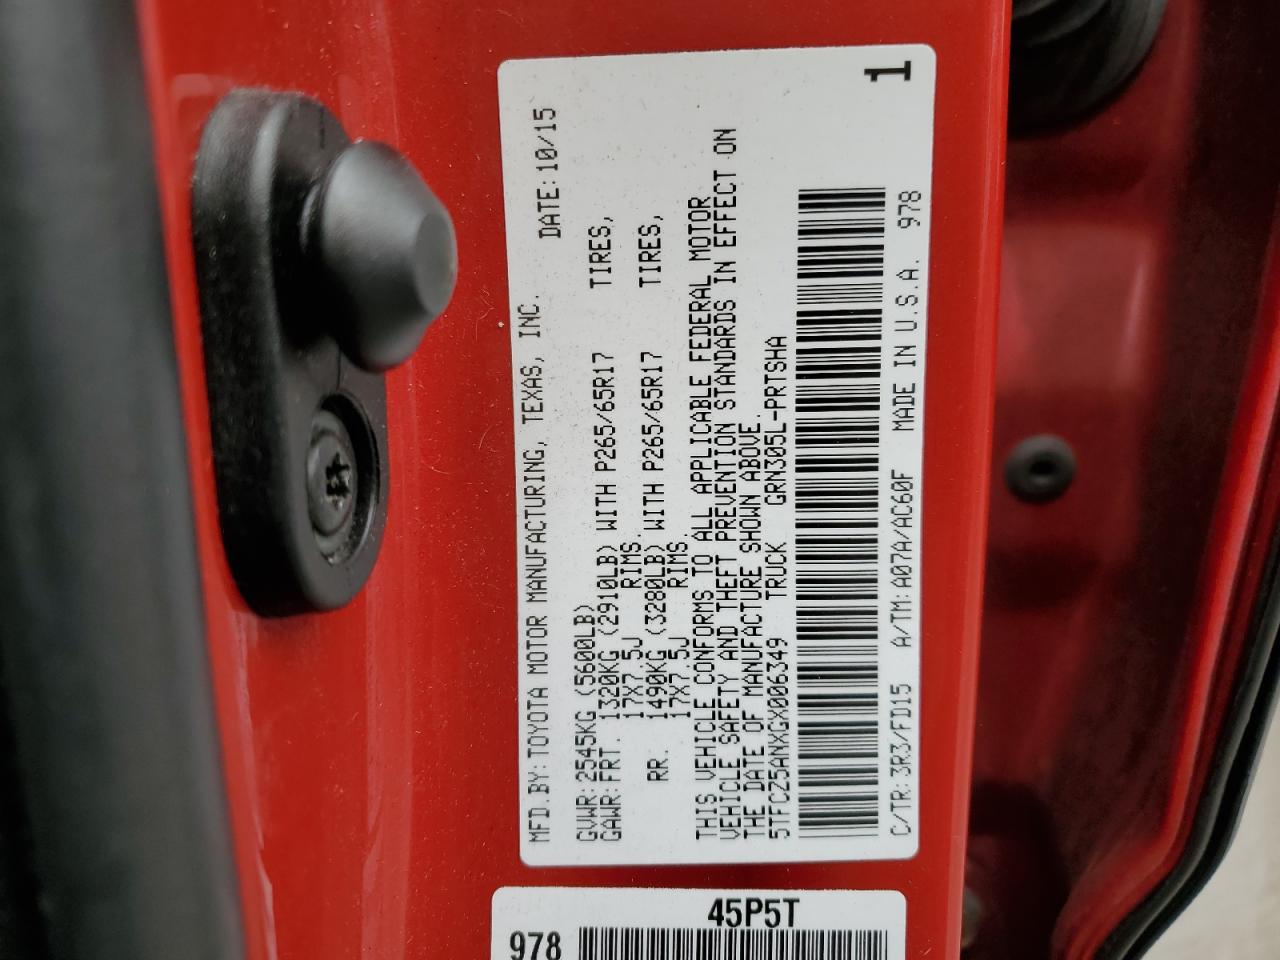 1
MFD.BY:TOYOTA MOTOR MANUFACTURING, TEXAS, INC.
DATE:10/15
GVWR:2545KG (5600LB)
GAWR:FRT. 1320KG (2910LB) WITH P265/65R17 TIRES,
17X7.5J RIMS.
RR. 1490KG (3280LB) WITH P265/65R17 TIRES,
17X7.5J RIMS.
THIS VEHICLE CONFORMS TO ALL APPLICABLE FEDERAL MOTOR
VEHICLE SAFETY AND THEFT PREVENTION STANDARDS IN EFFECT ON
THE DATE OF MANUFACTURE SHOWN ABOVE.
5TFCZ5ANXGX006349 TRUCK GRN305L-PRTSHA
C/TR:3R3/FD15 A/TM:A07A/AC60F MADE IN U.S.A. 978
45P5T
978